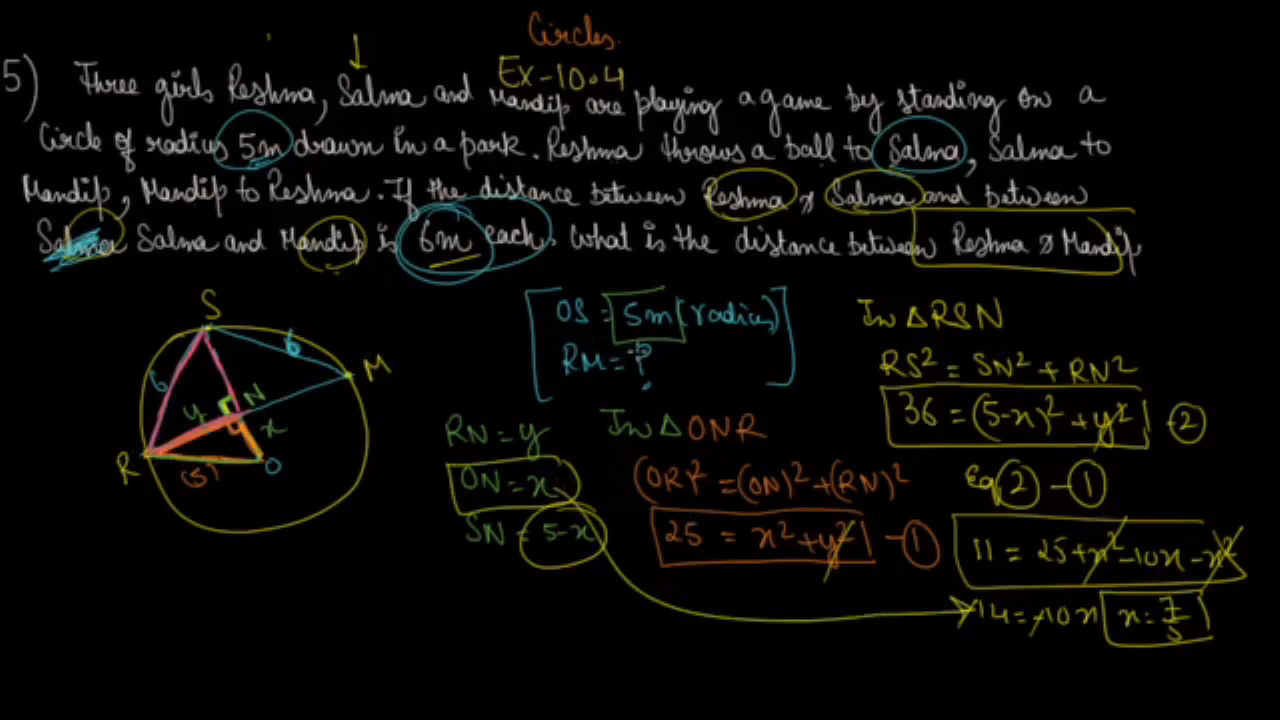 Circles.
Ex-10.4
5) Three girls Reshma, Salma and Mandip are playing a game by standing on a
Circle of radius 5m drawn in a park. Reshma throws a ball to Salma, Salma to
Mandip, Mandip to Reshma. If the distance between Reshma & Salma and between
Salma and Mandip is 6m each. What is the distance between Reshma & Mandip
S
6
M
6
N
y
x
R
(5)
O
OS = 5m (radius)
RM = ?
RN = y
ON = x
SN = 5-x
In △ ONR
(OR)² = (ON)² + (RN)²
25 = x² + y² - ①
In △ RSN
RS² = SN² + RN²
36 = (5-x)² + y² - ②
Eq ② - ①
11 = 25 + x² - 10x - x²
-14 = -10x x = 7/5